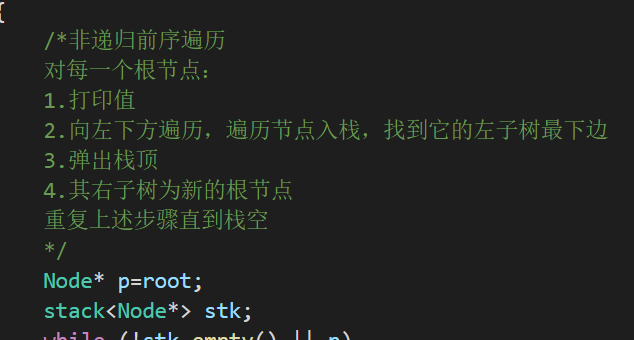 {
/*非递归前序遍历
对每一个根节点:
1.打印值
2.向左下方遍历，遍历节点入栈，找到它的左子树最下边
3.弹出栈顶
4.其右子树为新的根节点
重复上述步骤直到栈空
*/
Node* p=root;
stack<Node*> stk;
while (!stk.empty() || p)